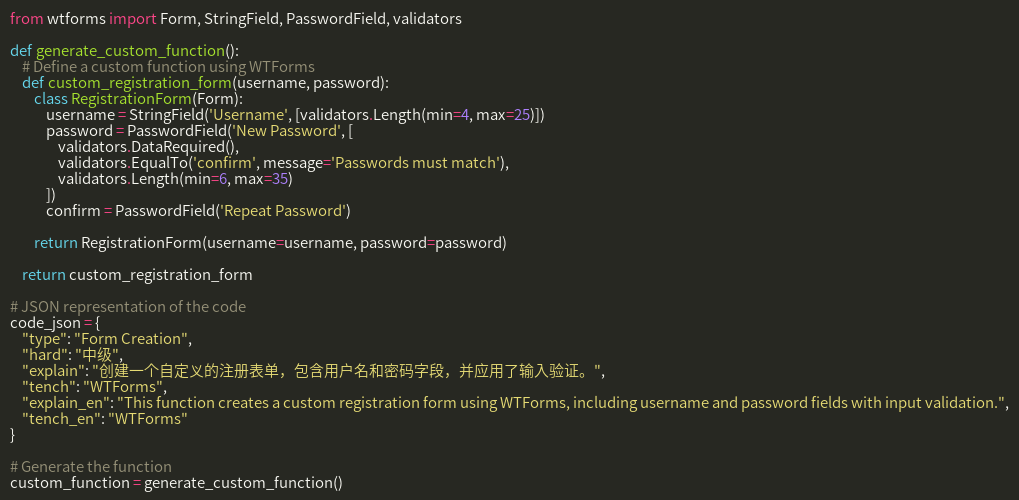 from wtforms import Form, StringField, PasswordField, validators

def generate_custom_function():
    # Define a custom function using WTForms
    def custom_registration_form(username, password):
        class RegistrationForm(Form):
            username = StringField('Username', [validators.Length(min=4, max=25)])
            password = PasswordField('New Password', [
                validators.DataRequired(),
                validators.EqualTo('confirm', message='Passwords must match'),
                validators.Length(min=6, max=35)
            ])
            confirm = PasswordField('Repeat Password')

        return RegistrationForm(username=username, password=password)

    return custom_registration_form

# JSON representation of the code
code_json = {
    "type": "Form Creation",
    "hard": "中级",
    "explain": "创建一个自定义的注册表单，包含用户名和密码字段，并应用了输入验证。",
    "tench": "WTForms",
    "explain_en": "This function creates a custom registration form using WTForms, including username and password fields with input validation.",
    "tench_en": "WTForms"
}

# Generate the function
custom_function = generate_custom_function()